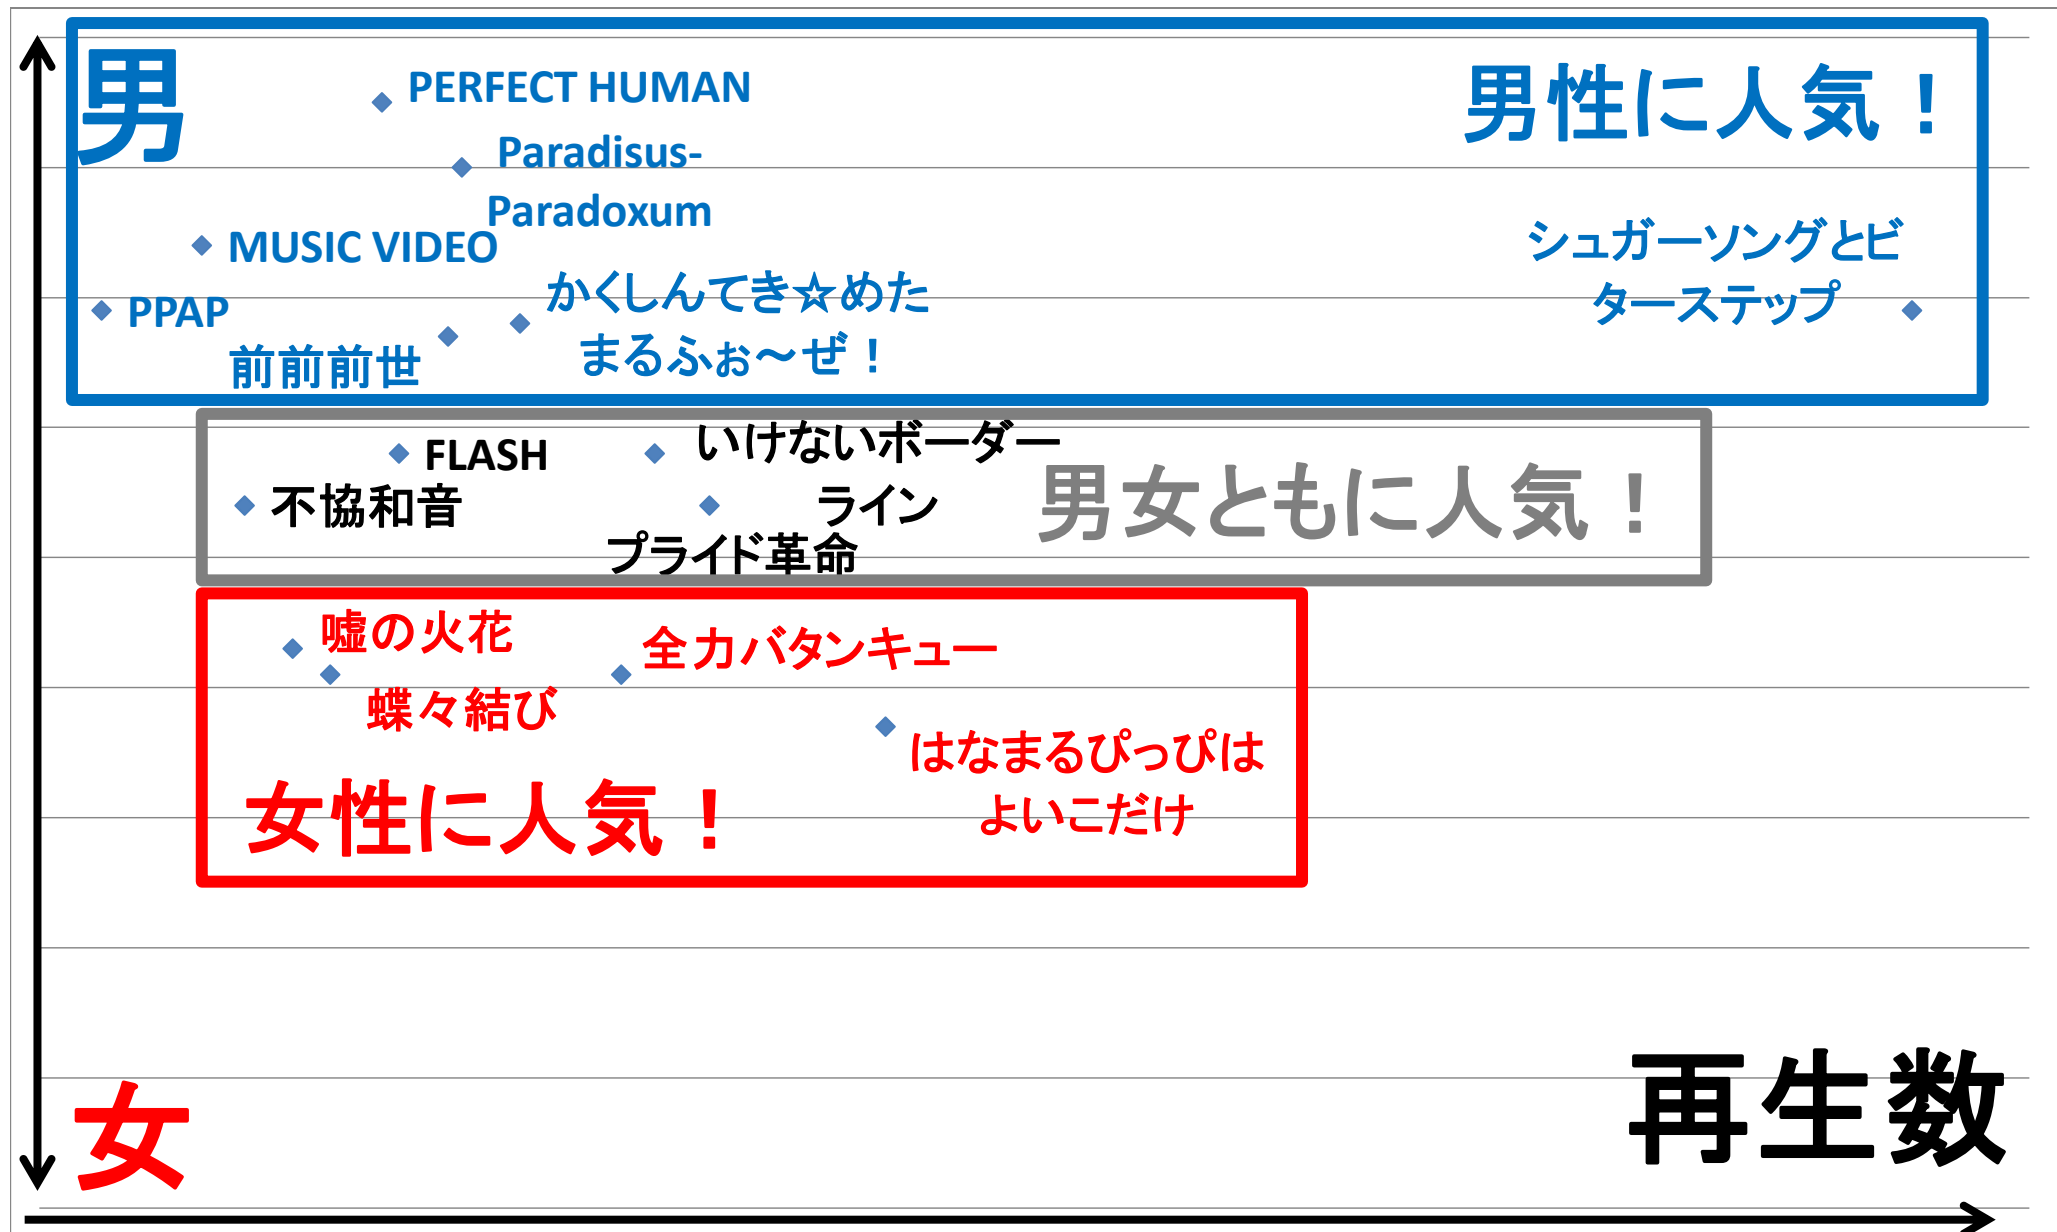 男
PERFECT HUMAN
男性に人気！
Paradisus-
Paradoxum
MUSIC VIDEO
シュガーソングとビ
ターステップ
PPAP
かくしんてき☆めた
まるふぉ～ぜ！
前前前世
FLASH
いけないボーダー
男女ともに人気！
不協和音
ライン
プライド革命
嘘の火花
全力バタンキュー
蝶々結び
はなまるぴっぴは
よいこだけ
女性に人気！
再生数
女